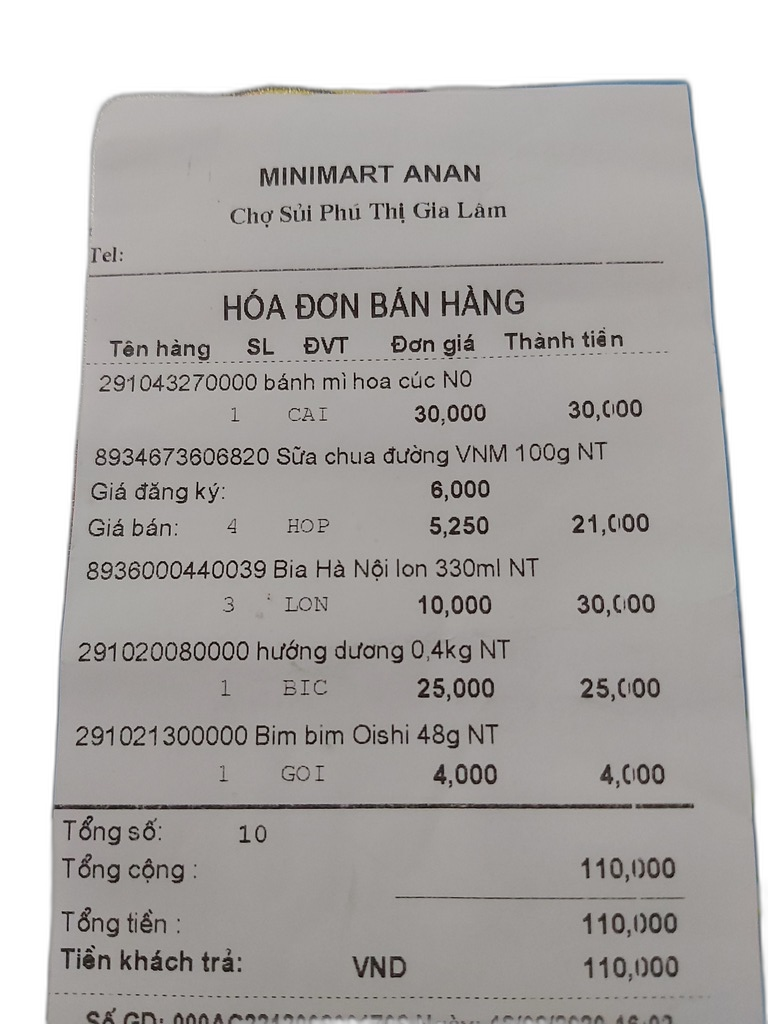 MINIMART ANAN
Chợ Sủi Phú Thị Gia Lâm
Tel:
HÓA ĐƠN BÁN HÀNG
Tên hàng SL ĐVT Đơn giá Thành tiền
291043270000 bánh mì hoa cúc N0
1 CAI 30,000 30,000
8934673606820 Sữa chua đường VNM 100g NT
Giá đăng ký: 6,000
Giá bán: 4 HOP 5,250 21,000
8936000440039 Bia Hà Nội lon 330ml NT
3 LON 10,000 30,000
291020080000 hướng dương 0,4kg NT
1 BIC 25,000 25,000
291021300000 Bim bim Oishi 48g NT
1 GOI 4,000 4,000
Tổng số: 10
Tổng cộng : 110,000
Tổng tiền : 110,000
Tiền khách trả: VND 110,000
Số GD: